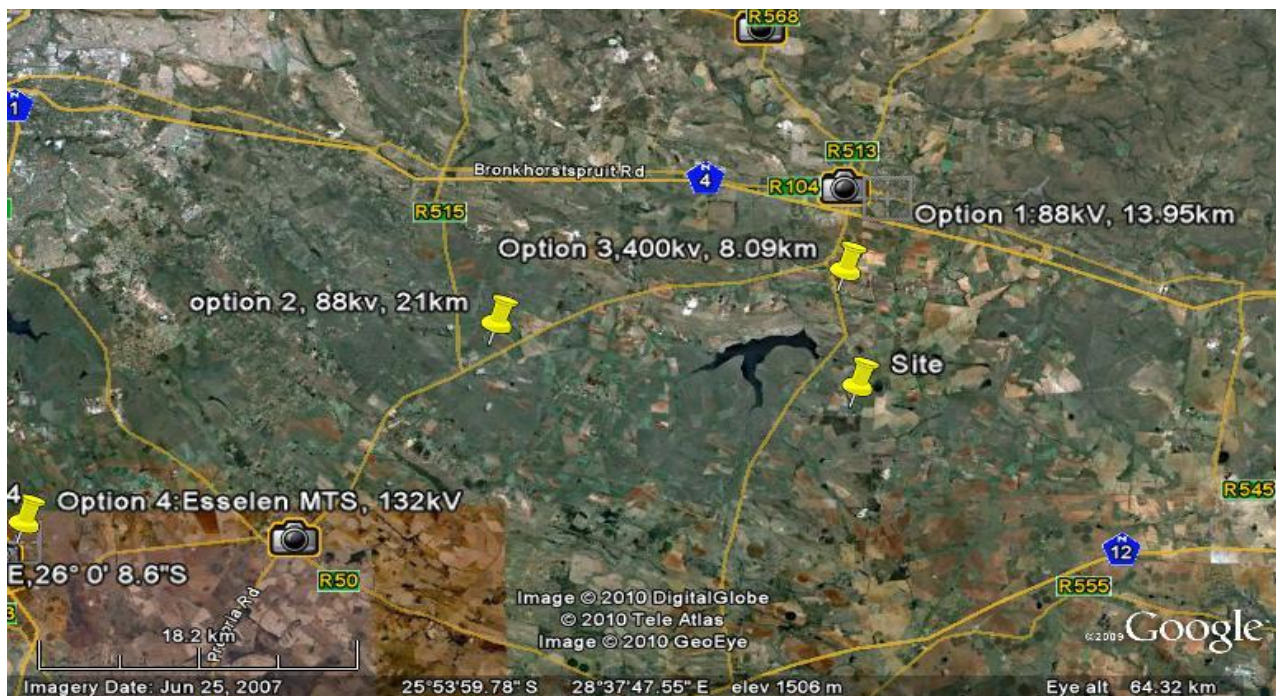 R568
1
Bronkhorstspruit Rd
N
4
R513
R104
R515
Option 1:88kV, 13.95km
Option 3,400kv, 8.09km
option 2, 88kv, 21km
Site
4
Option 4:Esselen MTS, 132kV
R545
N
12
E,26° 0' 8.6"S
R50
R555
Image © 2010 DigitalGlobe
© 2010 Tele Atlas
Image © 2010 GeoEye
18.2 km
©2009 Google
Imagery Date: Jun 25, 2007
25°53'59.78" S
28°37'47.55" E
elev 1506 m
Eye alt
64.32 km